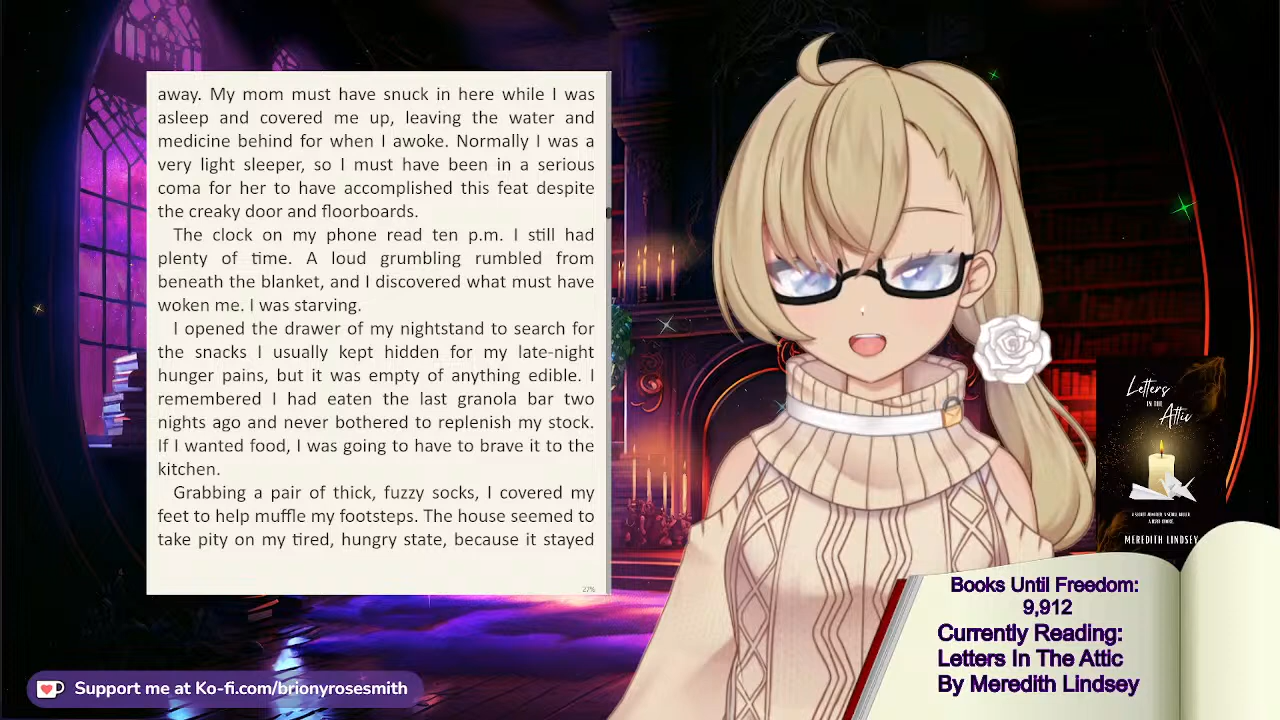 away. My mom must have snuck in here while I was
asleep and covered me up, leaving the water and
medicine behind for when I awoke. Normally I was a
very light sleeper, so I must have been in a serious
coma for her to have accomplished this feat despite
the creaky door and floorboards.
The clock on my phone read ten p.m. I still had
plenty of time. A loud grumbling rumbled from
beneath the blanket, and I discovered what must have
woken me. I was starving.
I opened the drawer of my nightstand to search for
the snacks I usually kept hidden for my late-night
hunger pains, but it was empty of anything edible. I
remembered I had eaten the last granola bar two
nights ago and never bothered to replenish my stock.
If I wanted food, I was going to have to brave it to the
kitchen.
Grabbing a pair of thick, fuzzy socks, I covered my
feet to help muffle my footsteps. The house seemed to
take pity on my tired, hungry state, because it stayed
27%
Letters
IN THE
Attic
A SECRET ADMIRER. A SERIAL KILLER.
MEREDITH LINDSEY
Books Until Freedom:
9,912
Currently Reading:
Letters In The Attic
By Meredith Lindsey
Support me at Ko-fi.com/brionyrosesmith